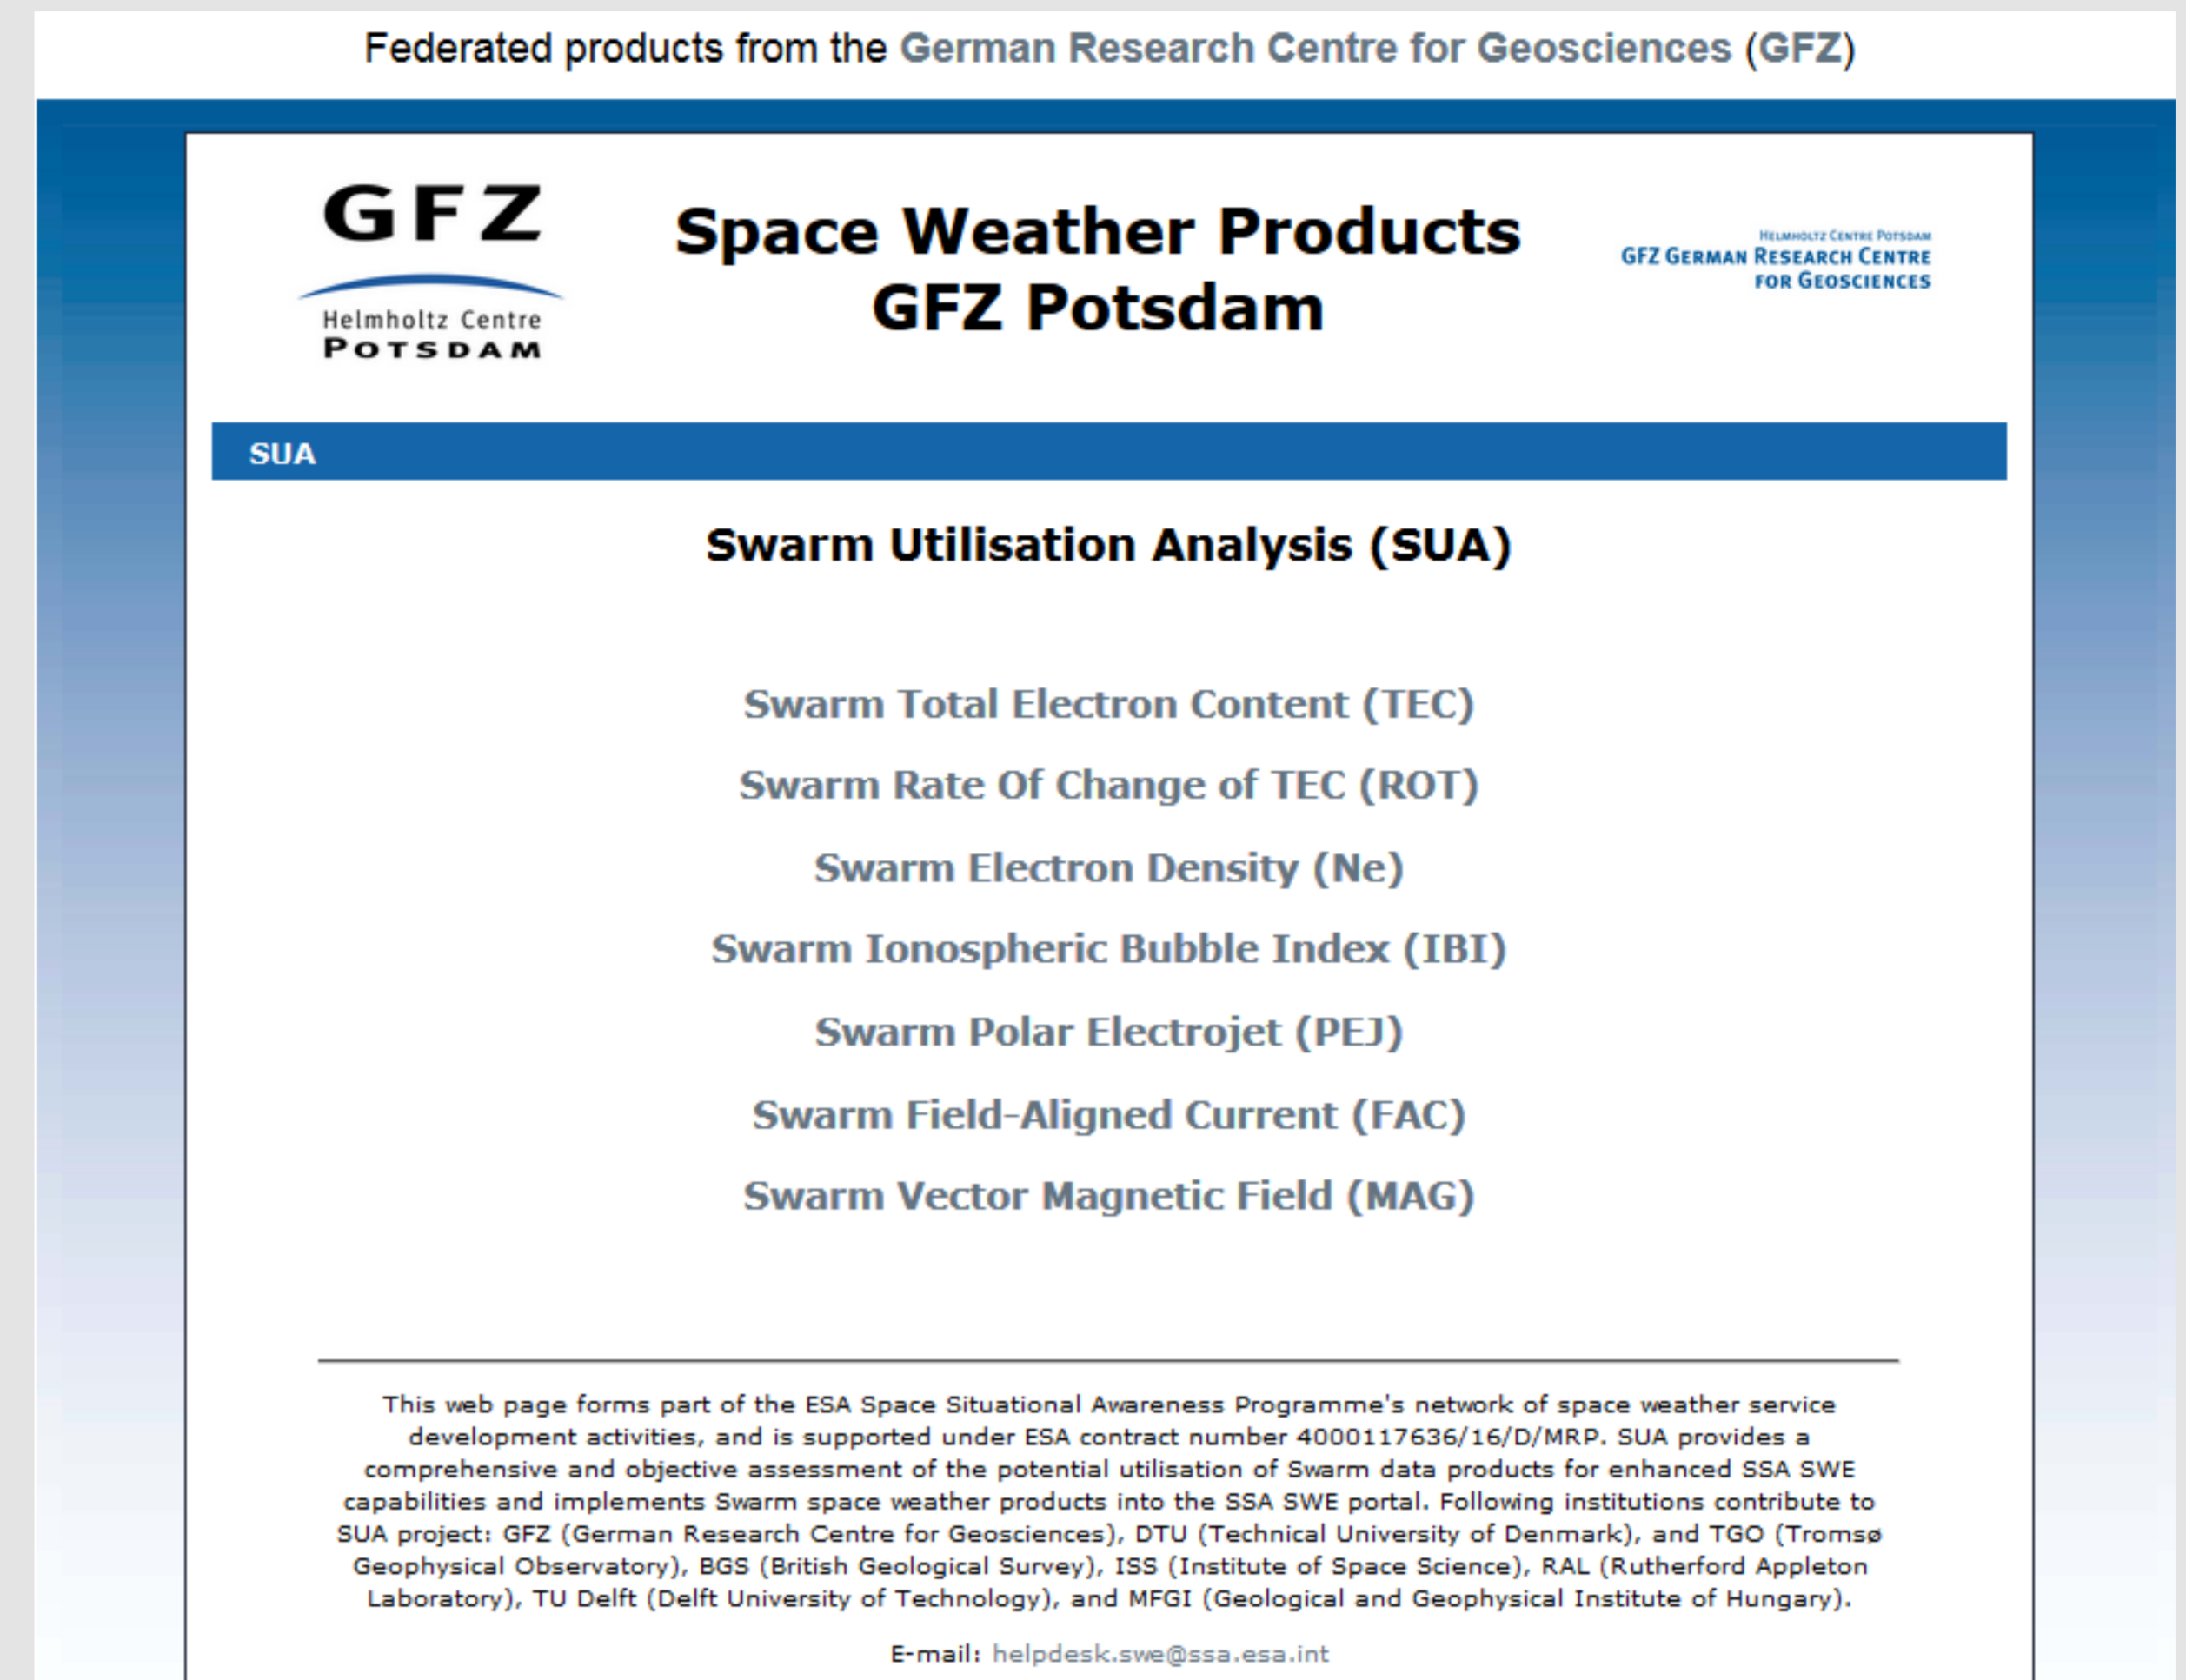 Federated products from the German Research Centre for Geosciences (GFZ)
GFZ
Helmholtz Centre
POTSDAM
Space Weather Products
GFZ Potsdam
HELMHOLTZ CENTRE POTSDAM
GFZ GERMAN RESEARCH CENTRE
FOR GEOSCIENCES
SUA
Swarm Utilisation Analysis (SUA)
Swarm Total Electron Content (TEC)
Swarm Rate Of Change of TEC (ROT)
Swarm Electron Density (Ne)
Swarm Ionospheric Bubble Index (IBI)
Swarm Polar Electrojet (PEJ)
Swarm Field-Aligned Current (FAC)
Swarm Vector Magnetic Field (MAG)
This web page forms part of the ESA Space Situational Awareness Programme's network of space weather service
development activities, and is supported under ESA contract number 4000117636/16/D/MRP. SUA provides a
comprehensive and objective assessment of the potential utilisation of Swarm data products for enhanced SSA SWE
capabilities and implements Swarm space weather products into the SSA SWE portal. Following institutions contribute to
SUA project: GFZ (German Research Centre for Geosciences), DTU (Technical University of Denmark), and TGO (Tromsø
Geophysical Observatory), BGS (British Geological Survey), ISS (Institute of Space Science), RAL (Rutherford Appleton
Laboratory), TU Delft (Delft University of Technology), and MFGI (Geological and Geophysical Institute of Hungary).
E-mail: helpdesk.swe@ssa.esa.int